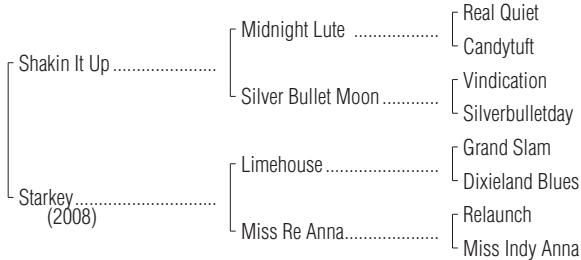 Real Quiet
Midnight Lute ..................
Candytuft
Shakin It Up ......................
Vindication
Silver Bullet Moon ............
Silverbulletday
Grand Slam
Limehouse ........................
Dixieland Blues
Starkey ..............................
(2008)
Relaunch
Miss Re Anna ....................
Miss Indy Anna